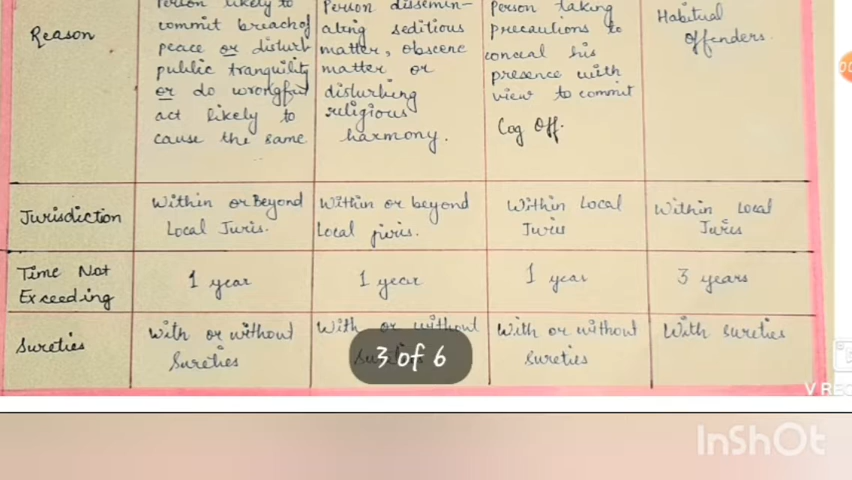 Person likely to
commit breach of
peace or disturb
public tranquility
or do wrongful
act likely to
cause the same
Person dissemin-
ating seditious
matter, obscene
matter or
disturbing
religious
harmony.
Person taking
precautions to
conceal his
presence with
view to commit
Cog Off.
Habitual
offenders.
Reason
Jurisdiction
Within or Beyond
Local Juris.
Within or beyond
Local juris.
Within Local
Juris
Within Local
Juris
Time Not
Exceeding
1 year
1 year
1 year
3 years
Sureties
With or without
Sureties
With or without
With or without
sureties
With sureties
3 of 6
V REC
InShOt